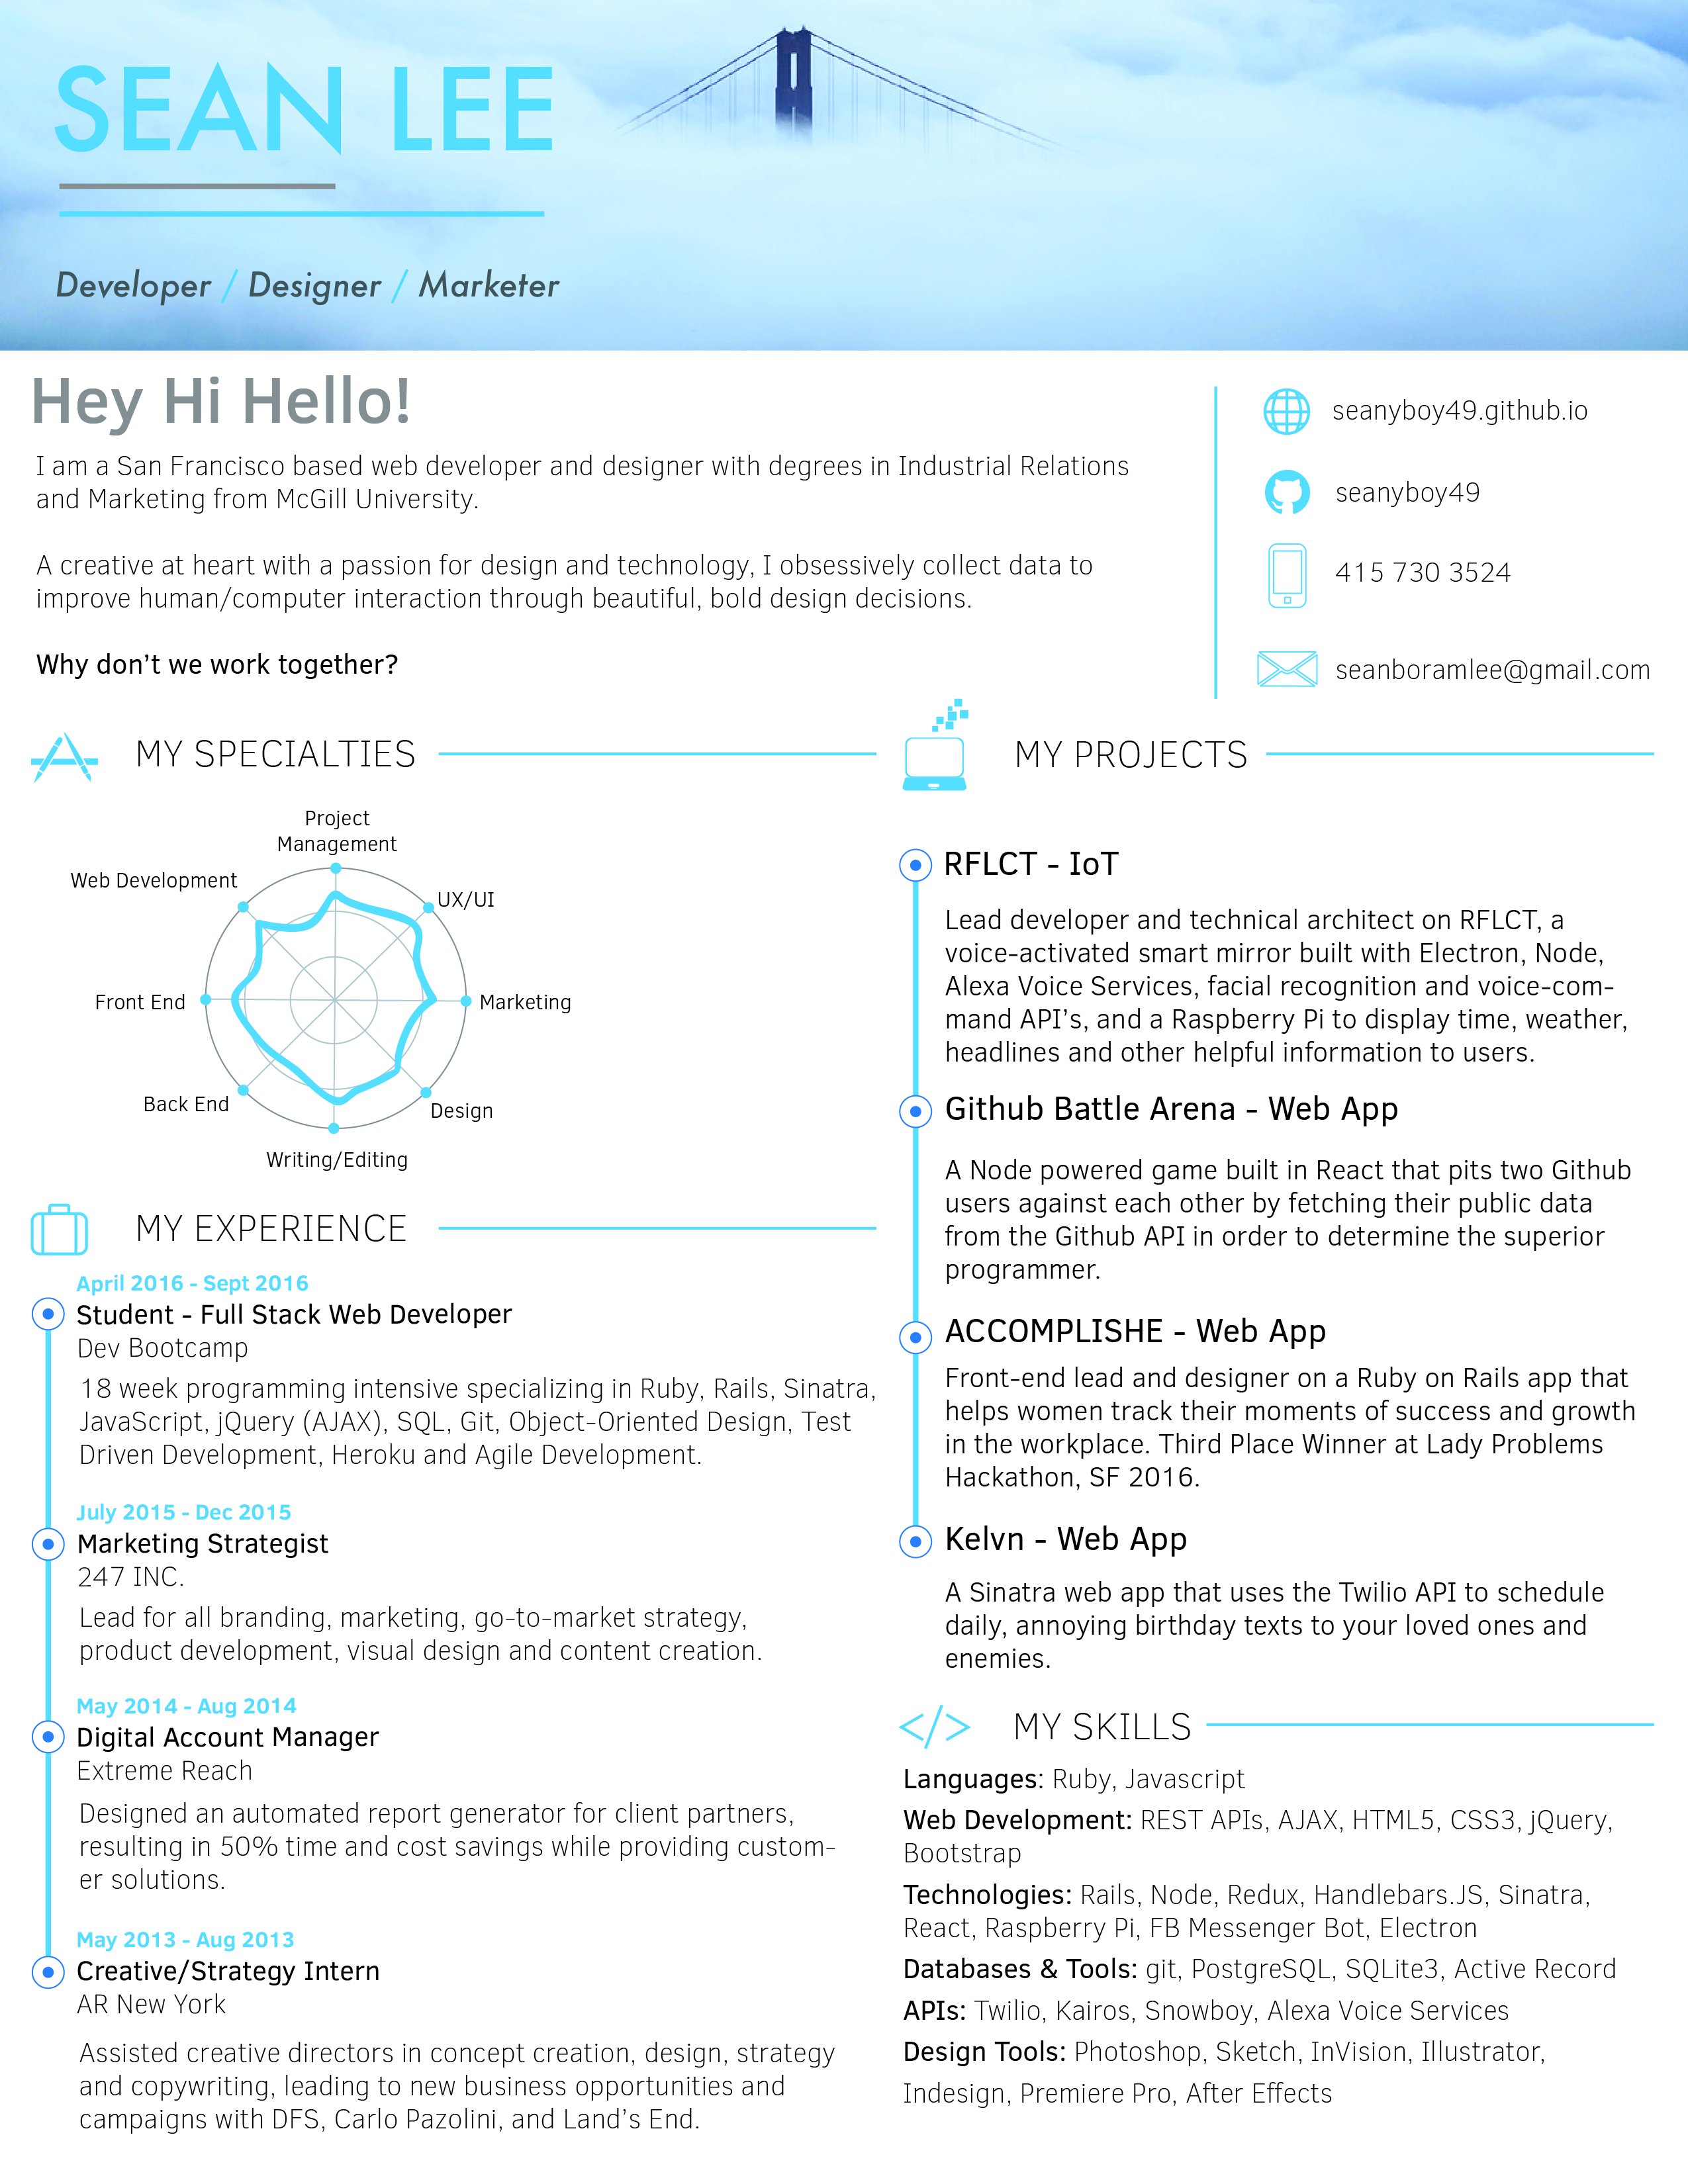 SEAN LEE
Developer / Designer / Marketer
Hey Hi Hello!
I am a San Francisco based web developer and designer with degrees in Industrial Relations
and Marketing from McGill University.
A creative at heart with a passion for design and technology, I obsessively collect data to
improve human/computer interaction through beautiful, bold design decisions.
Why don't we work together?
seanyboy49.github.io
seanyboy49
415 730 3524
seanboramlee@gmail.com
MY SPECIALTIES
Project
Management
Web Development
UX/UI
Front End
Marketing
Back End
Design
Writing/Editing
MY EXPERIENCE
April 2016 - Sept 2016
Student - Full Stack Web Developer
Dev Bootcamp
18 week programming intensive specializing in Ruby, Rails, Sinatra,
JavaScript, jQuery (AJAX), SQL, Git, Object-Oriented Design, Test
Driven Development, Heroku and Agile Development.
July 2015 - Dec 2015
Marketing Strategist
247 INC.
Lead for all branding, marketing, go-to-market strategy,
product development, visual design and content creation.
May 2014 - Aug 2014
Digital Account Manager
Extreme Reach
Designed an automated report generator for client partners,
resulting in 50% time and cost savings while providing custom-
er solutions.
May 2013 - Aug 2013
Creative/Strategy Intern
AR New York
Assisted creative directors in concept creation, design, strategy
and copywriting, leading to new business opportunities and
campaigns with DFS, Carlo Pazolini, and Land's End.
MY PROJECTS
RFLCT - IoT
Lead developer and technical architect on RFLCT, a
voice-activated smart mirror built with Electron, Node,
Alexa Voice Services, facial recognition and voice-com-
mand API's, and a Raspberry Pi to display time, weather,
headlines and other helpful information to users.
Github Battle Arena - Web App
A Node powered game built in React that pits two Github
users against each other by fetching their public data
from the Github API in order to determine the superior
programmer.
ACCOMPLISHE - Web App
Front-end lead and designer on a Ruby on Rails app that
helps women track their moments of success and growth
in the workplace. Third Place Winner at Lady Problems
Hackathon, SF 2016.
Kelvn - Web App
A Sinatra web app that uses the Twilio API to schedule
daily, annoying birthday texts to your loved ones and
enemies.
</> MY SKILLS
Languages: Ruby, Javascript
Web Development: REST APIs, AJAX, HTML5, CSS3, jQuery,
Bootstrap
Technologies: Rails, Node, Redux, Handlebars.JS, Sinatra,
React, Raspberry Pi, FB Messenger Bot, Electron
Databases & Tools: git, PostgreSQL, SQLite3, Active Record
APIs: Twilio, Kairos, Snowboy, Alexa Voice Services
Design Tools: Photoshop, Sketch, InVision, Illustrator,
Indesign, Premiere Pro, After Effects